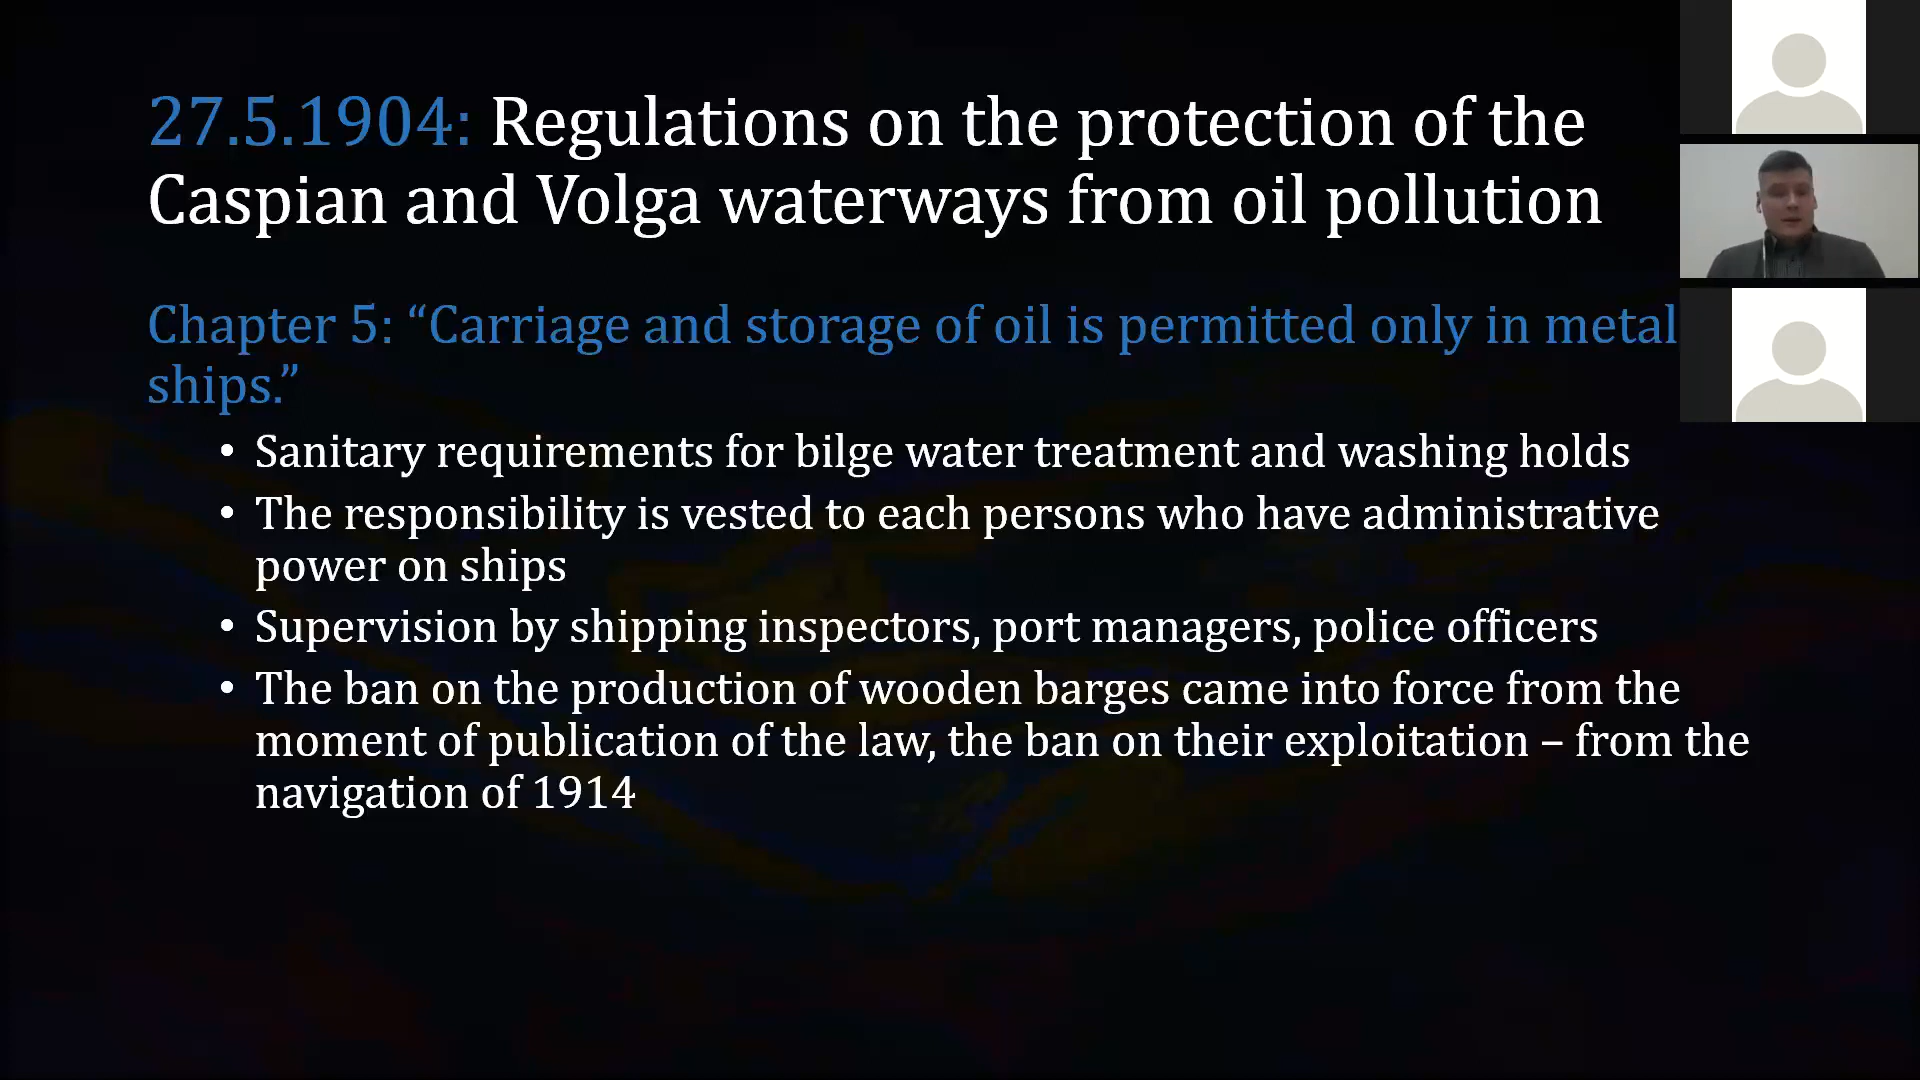 27.5.1904: Regulations on the protection of the
Caspian and Volga waterways from oil pollution
Chapter 5: “Carriage and storage of oil is permitted only in metal
ships.”
• Sanitary requirements for bilge water treatment and washing holds
• The responsibility is vested to each persons who have administrative
power on ships
• Supervision by shipping inspectors, port managers, police officers
• The ban on the production of wooden barges came into force from the
moment of publication of the law, the ban on their exploitation – from the
navigation of 1914